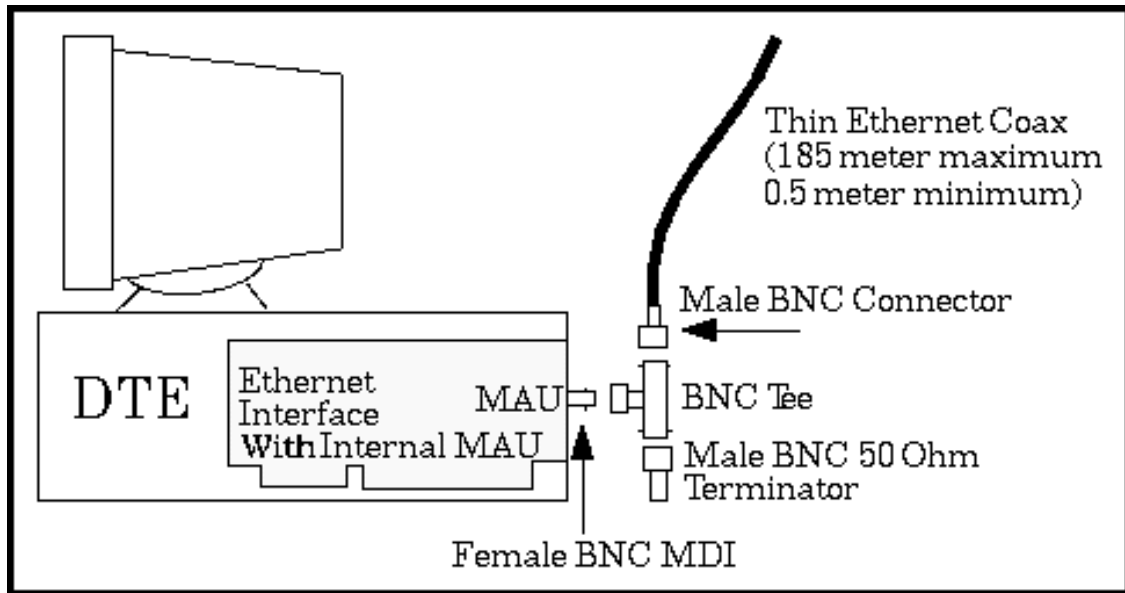 Thin Ethernet Coax
(185 meter maximum
0.5 meter minimum)
Male BNC Connector
DTE
Ethernet
Interface
With Internal MAU
MAU
BNC Tee
Male BNC 50 Ohm
Terminator
Female BNC MDI